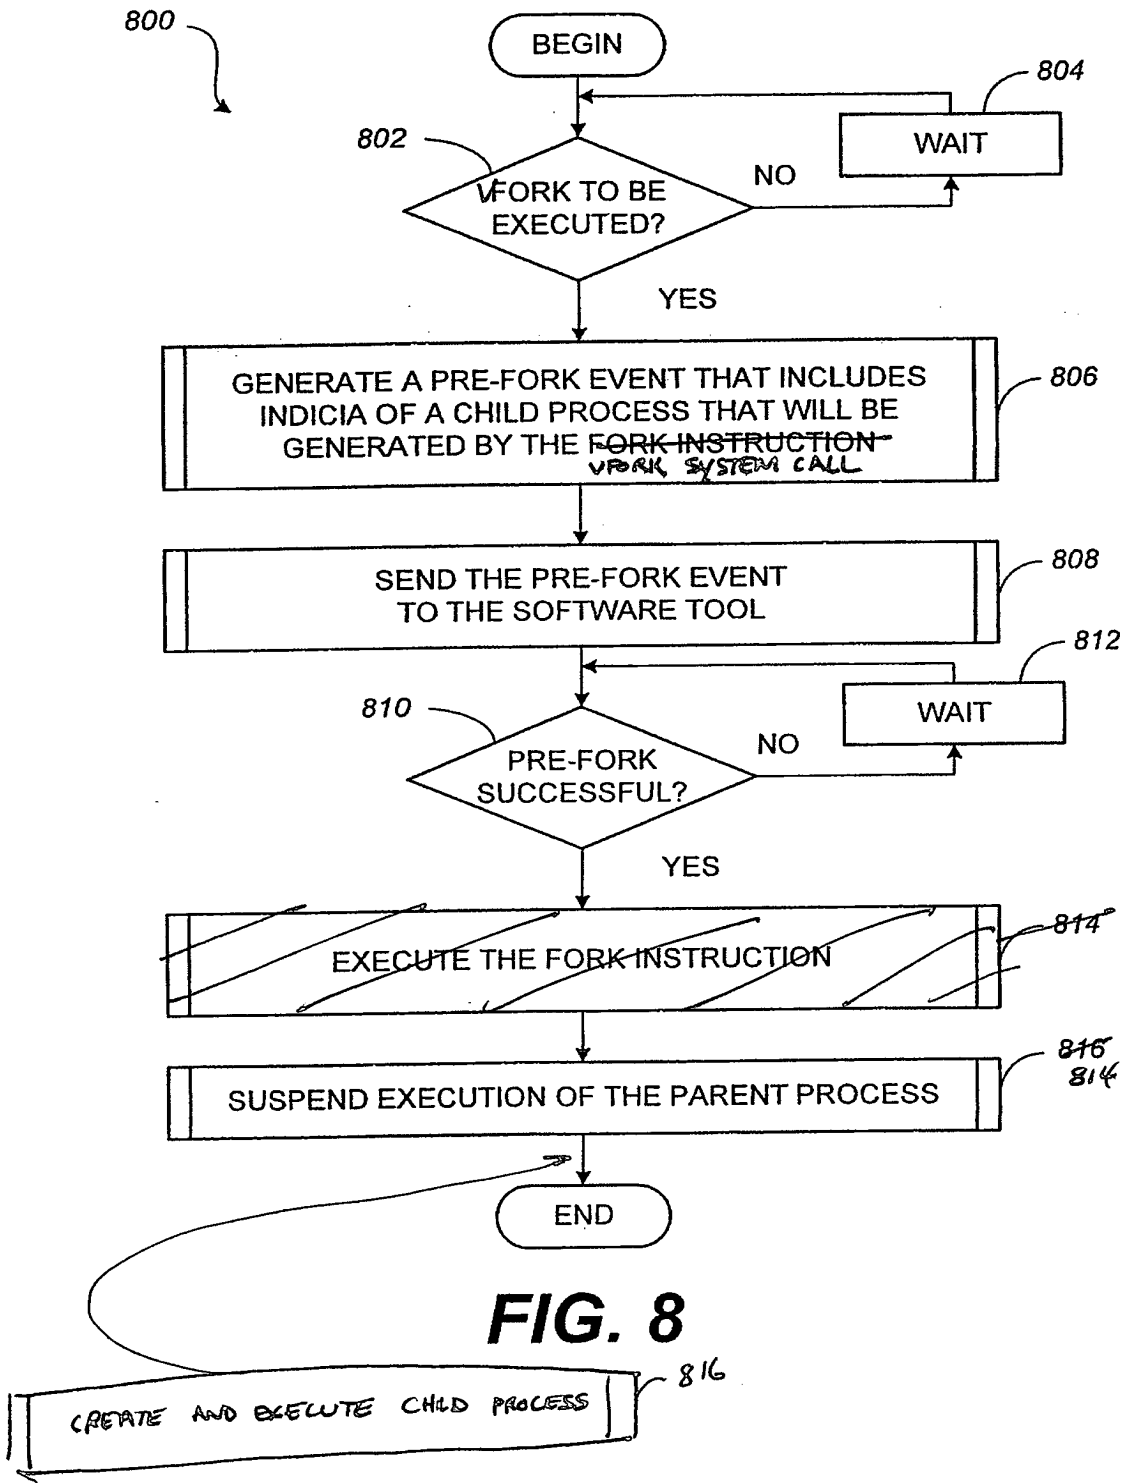 800
BEGIN
804
WAIT
802
VFORK TO BE
EXECUTED?
NO
YES
GENERATE A PRE-FORK EVENT THAT INCLUDES
INDICIA OF A CHILD PROCESS THAT WILL BE
GENERATED BY THE FORK INSTRUCTION
VFORK SYSTEM CALL
806
SEND THE PRE-FORK EVENT
TO THE SOFTWARE TOOL
808
812
WAIT
810
PRE-FORK
SUCCESSFUL?
NO
YES
EXECUTE THE FORK INSTRUCTION
814
SUSPEND EXECUTION OF THE PARENT PROCESS
816
814
END
FIG. 8
816
CREATE AND EXECUTE CHILD PROCESS